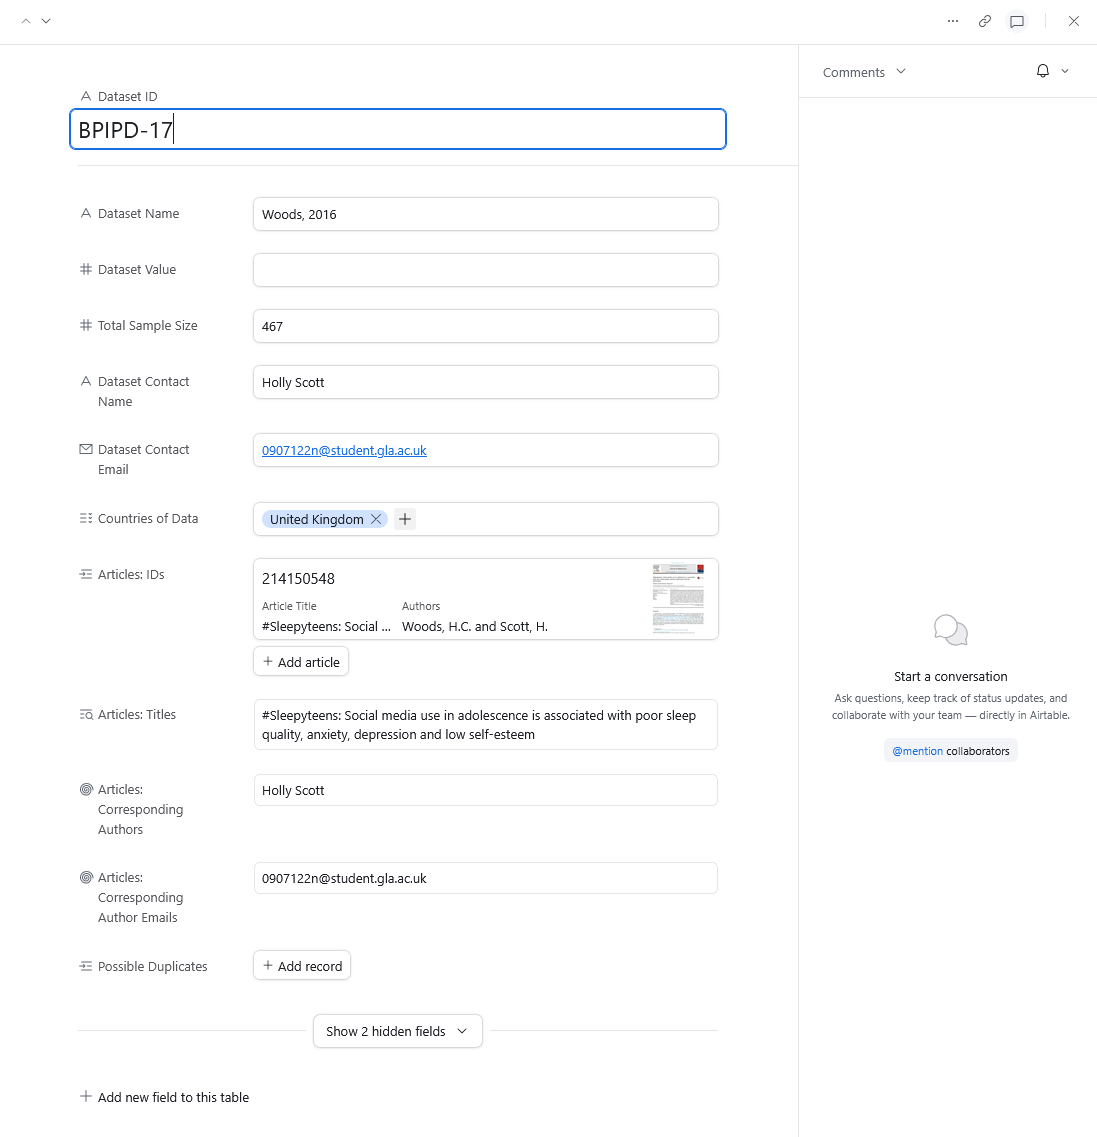 Comments
Dataset ID
BPIPD-17
Dataset Name
Woods, 2016
Dataset Value
Total Sample Size
467
Dataset Contact
Name
Holly Scott
Dataset Contact
Email
0907122n@student.gla.ac.uk
Countries of Data
United Kingdom
Articles: IDs
214150548
Article Title
Authors
#Sleepyteens: Social ...
Woods, H.C. and Scott, H.
Add article
Articles: Titles
#Sleepyteens: Social media use in adolescence is associated with poor sleep
quality, anxiety, depression and low self-esteem
Articles:
Corresponding
Authors
Holly Scott
Articles:
Corresponding
Author Emails
0907122n@student.gla.ac.uk
Possible Duplicates
Add record
Show 2 hidden fields
Add new field to this table
Start a conversation
Ask questions, keep track of status updates, and
collaborate with your team — directly in Airtable.
@mention collaborators